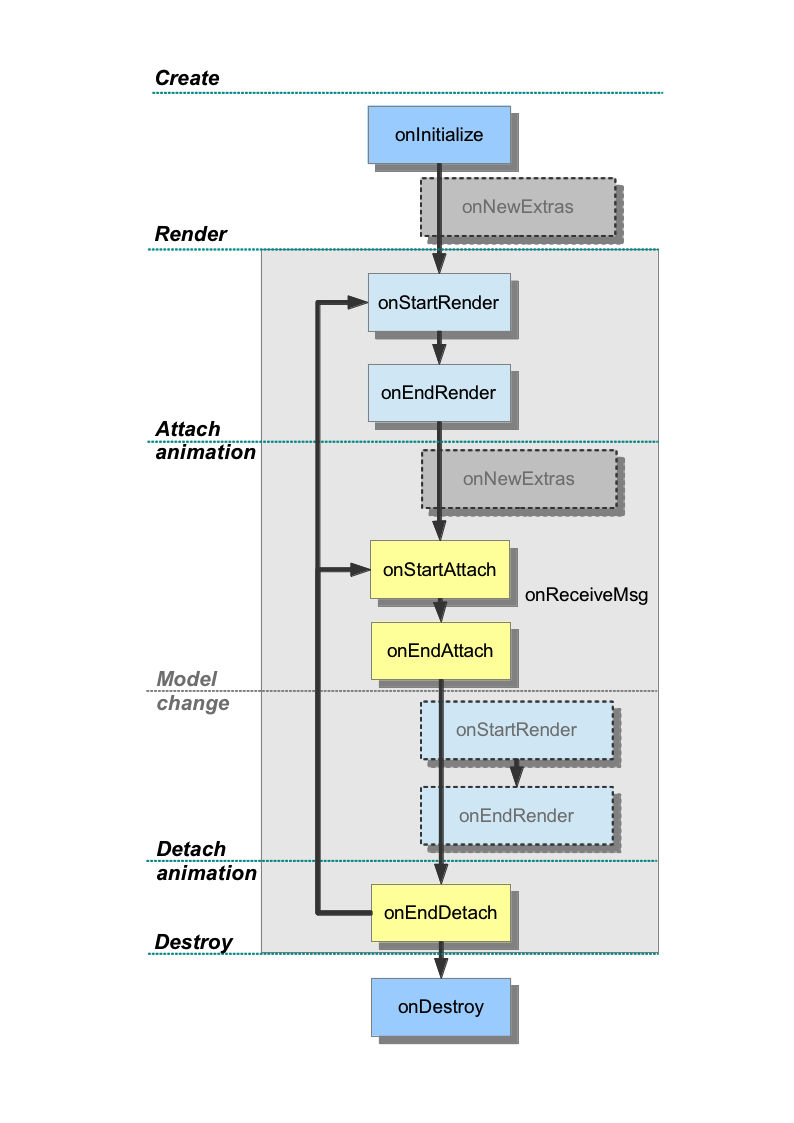 Create
onInitialize
onNewExtras
Render
onStartRender
onEndRender
Attach
animation
onNewExtras
onStartAttach
onReceiveMsg
onEndAttach
Model
change
onStartRender
onEndRender
Detach
animation
onEndDetach
Destroy
onDestroy